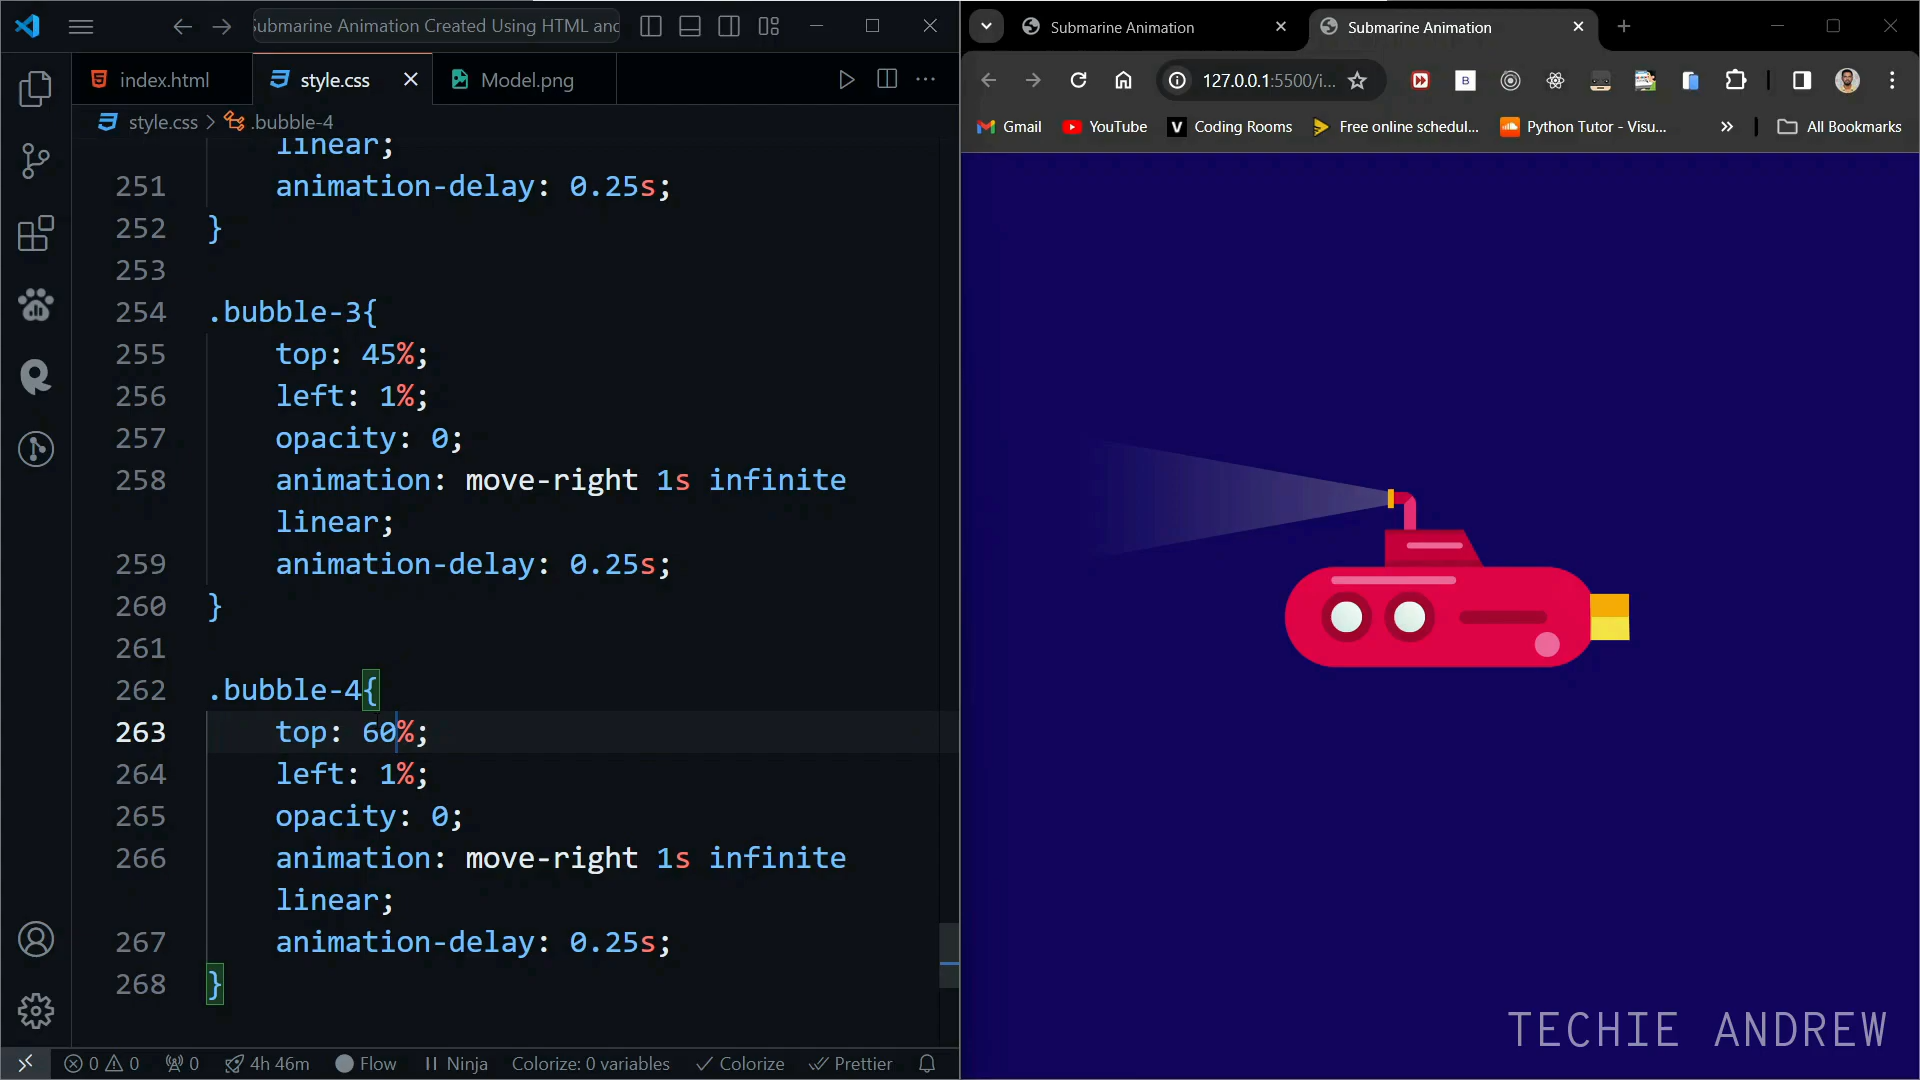 Submarine Animation Created Using HTML and
index.html
style.css
Model.png
style.css
.bubble-4
linear;
251 animation-delay: 0.25s;
252 }
253
254 .bubble-3{
255 top: 45%;
256 left: 1%;
257 opacity: 0;
258 animation: move-right 1s infinite
linear;
259 animation-delay: 0.25s;
260 }
261
262 .bubble-4{
263 top: 60%;
264 left: 1%;
265 opacity: 0;
266 animation: move-right 1s infinite
linear;
267 animation-delay: 0.25s;
268 }
0 0 0 4h 46m Flow Ninja Colorize: 0 variables Colorize Prettier
Submarine Animation
Submarine Animation
127.0.0.1:5500/i...
B
Gmail YouTube V Coding Rooms Free online schedul... Python Tutor - Visu... All Bookmarks
TECHIE ANDREW